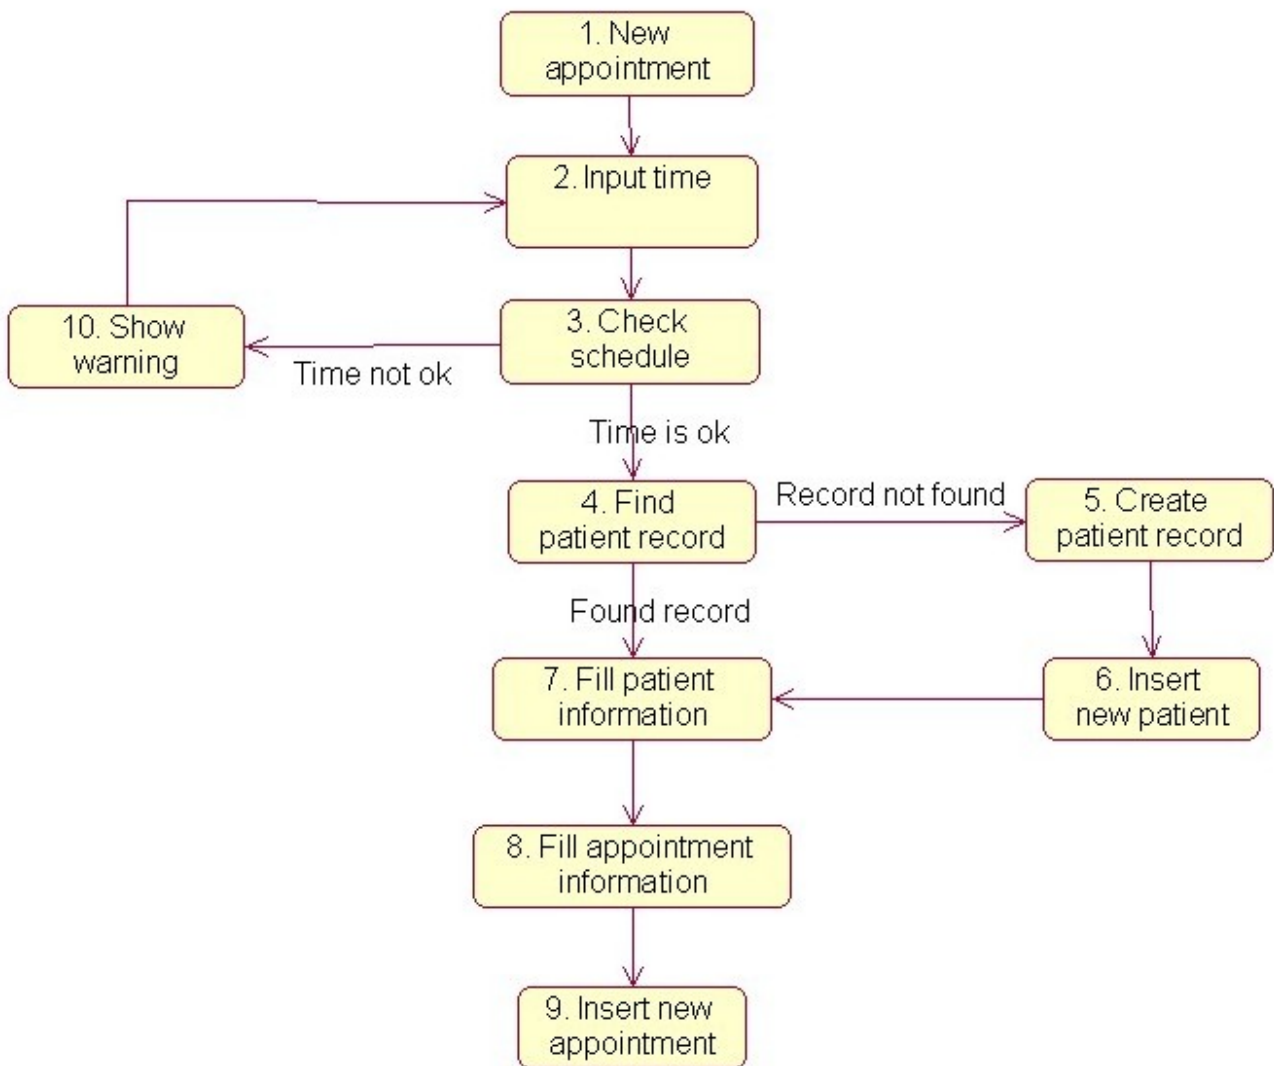 1. New
appointment
2. Input time
10. Show
warning
Time not ok
3. Check
schedule
Time is ok
4. Find
patient record
Record not found
5. Create
patient record
Found record
7. Fill patient
information
6. Insert
new patient
8. Fill appointment
information
9. Insert new
appointment